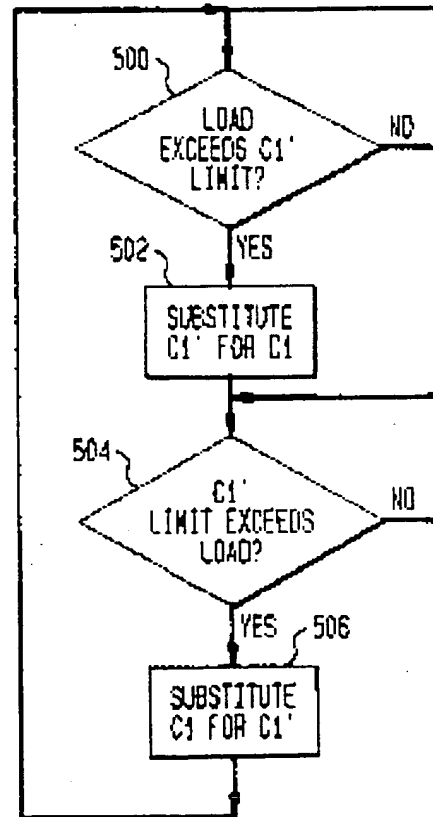 500
LOAD
EXCEEDS C1'
LIMIT?
NO
YES
502
SUBSTITUTE
C1' FOR C1
504
C1'
LIMIT EXCEEDS
LOAD?
NO
YES
506
SUBSTITUTE
C1 FOR C1'